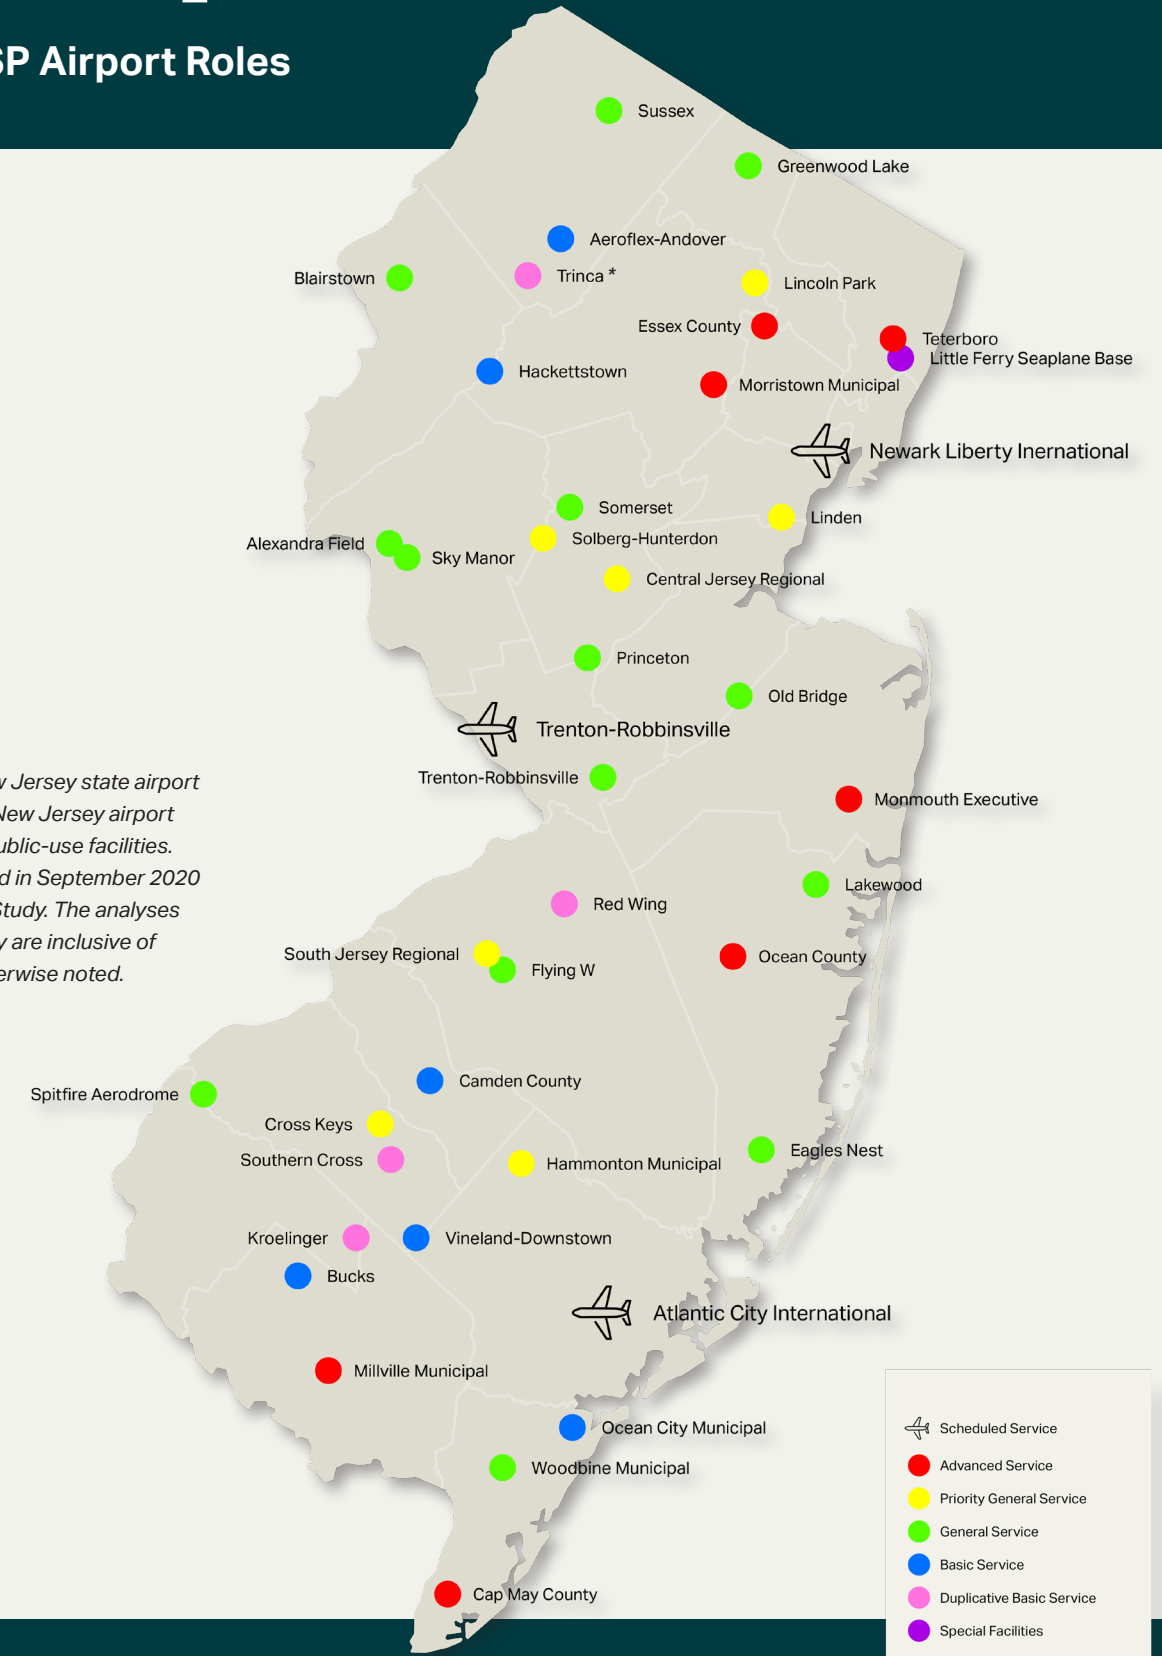 SP Airport Roles
Sussex
Greenwood Lake
Aeroflex-Andover
Blairstown
Trinca *
Lincoln Park
Essex County
Teterboro
Little Ferry Seaplane Base
Hackettstown
Morristown Municipal
Newark Liberty Inernational
Somerset
Linden
Solberg-Hunterdon
Alexandra Field
Sky Manor
Central Jersey Regional
Princeton
Old Bridge
Trenton-Robbinsville
Trenton-Robbinsville
Monmouth Executive
w Jersey state airport
New Jersey airport
ublic-use facilities.
d in September 2020
Study. The analyses
y are inclusive of
erwise noted.
Lakewood
Red Wing
South Jersey Regional
Flying W
Ocean County
Camden County
Spitfire Aerodrome
Cross Keys
Southern Cross
Hammonton Municipal
Eagles Nest
Kroelinger
Vineland-Downstown
Bucks
Atlantic City International
Millville Municipal
Ocean City Municipal
Woodbine Municipal
Cap May County
Scheduled Service
Advanced Service
Priority General Service
General Service
Basic Service
Duplicative Basic Service
Special Facilities